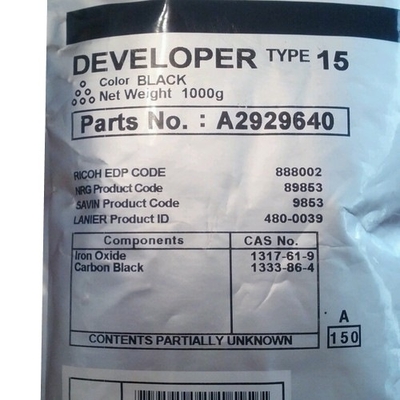 DEVELOPER TYPE 15
Color BLACK
Net Weight 1000g
Parts No. : A2929640
RICOH EDP CODE 888002
NRG Product Code 89853
SAVIN Product Code 9853
LANIER Product ID 480-0039
Components CAS No.
Iron Oxide 1317-61-9
Carbon Black 1333-86-4
CONTENTS PARTIALLY UNKNOWN
A
150